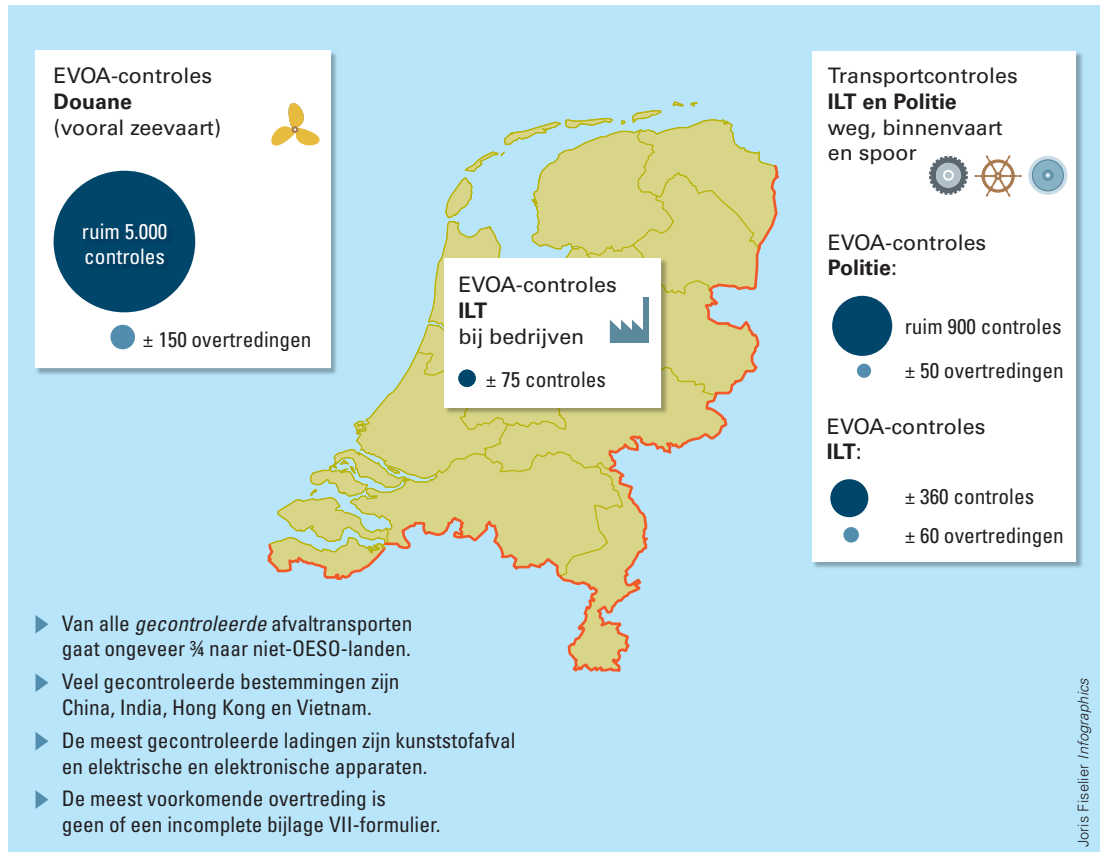 EVOA-controles
Douane
(vooral zeevaart)
ruim 5.000
controles
± 150 overtredingen
EVOA-controles
ILT
bij bedrijven
± 75 controles
Transportcontroles
ILT en Politie
weg, binnenvaart
en spoor
EVOA-controles
Politie:
ruim 900 controles
± 50 overtredingen
EVOA-controles
ILT:
± 360 controles
± 60 overtredingen
Van alle gecontroleerde afvaltransporten
gaat ongeveer ¾ naar niet-OESO-landen.
Veel gecontroleerde bestemmingen zijn
China, India, Hong Kong en Vietnam.
De meest gecontroleerde ladingen zijn kunststofafval
en elektrische en elektronische apparaten.
De meest voorkomende overtreding is
geen of een incomplete bijlage VII-formulier.
Joris Fiselier Infographics